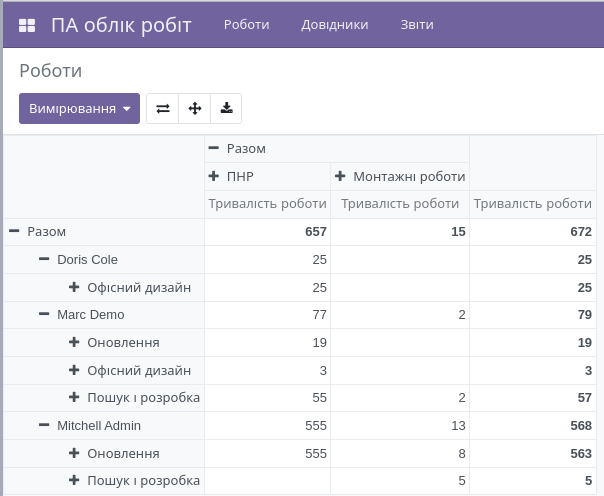 ПА облік робіт Роботи Довідники Звіти
Роботи
Вимірювання
Разом
ПНР Монтажні роботи
Тривалість роботи Тривалість роботи Тривалість роботи
Разом 657 15 672
Doris Cole 25 25
Офісний дизайн 25 25
Marc Demo 77 2 79
Оновлення 19 19
Офісний дизайн 3 3
Пошук і розробка 55 2 57
Mitchell Admin 555 13 568
Оновлення 555 8 563
Пошук і розробка 5 5